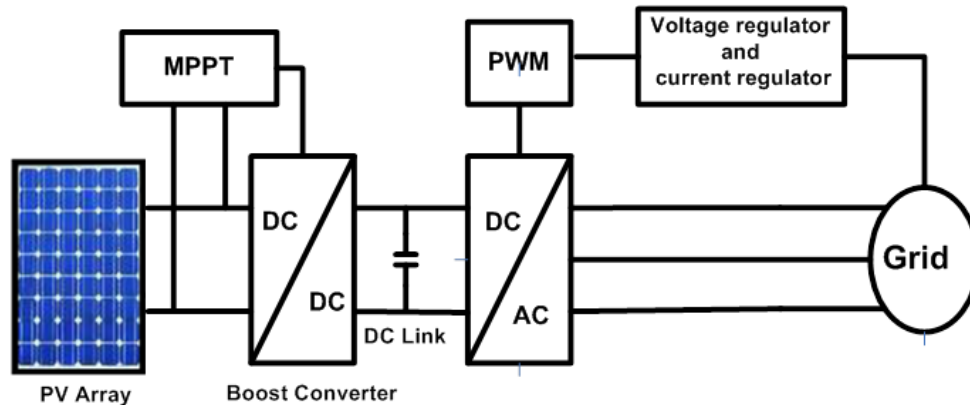 MPPT
PWM
Voltage regulator
and
current regulator
DC
DC
DC
AC
Grid
DC Link
PV Array
Boost Converter